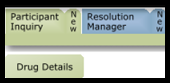 Participant Inquiry
New
Resolution Manager
New
Drug Details